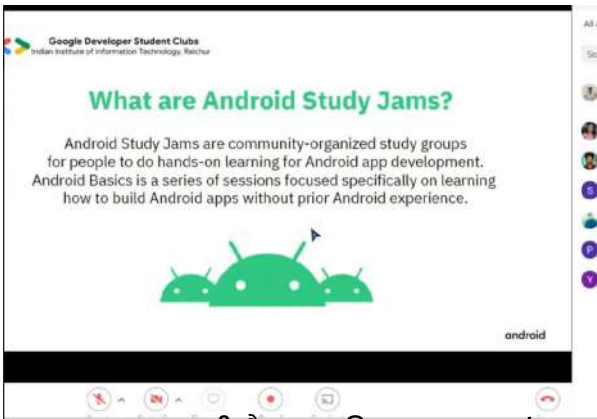 Google Developer Student Clubs
Indian Institute of Information Technology, Raichur
What are Android Study Jams?
Android Study Jams are community-organized study groups
for people to do hands-on learning for Android app development.
Android Basics is a series of sessions focused specifically on learning
how to build Android apps without prior Android experience.
android
All
S
P
Y